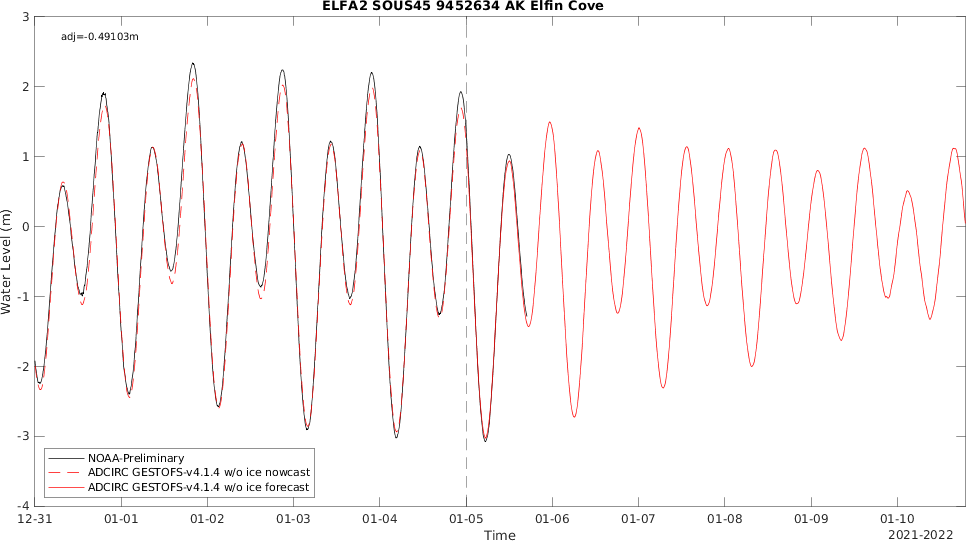 ELFA2 SOUS45 9452634 AK Elfin Cove
adj=-0.49103m
3
2
1
0
-1
-2
-3
-4
Water Level (m)
NOAA-Preliminary
ADCIRC GESTOFS-v4.1.4 w/o ice nowcast
ADCIRC GESTOFS-v4.1.4 w/o ice forecast
12-31 01-01 01-02 01-03 01-04 01-05 01-06 01-07 01-08 01-09 01-10
Time
2021-2022